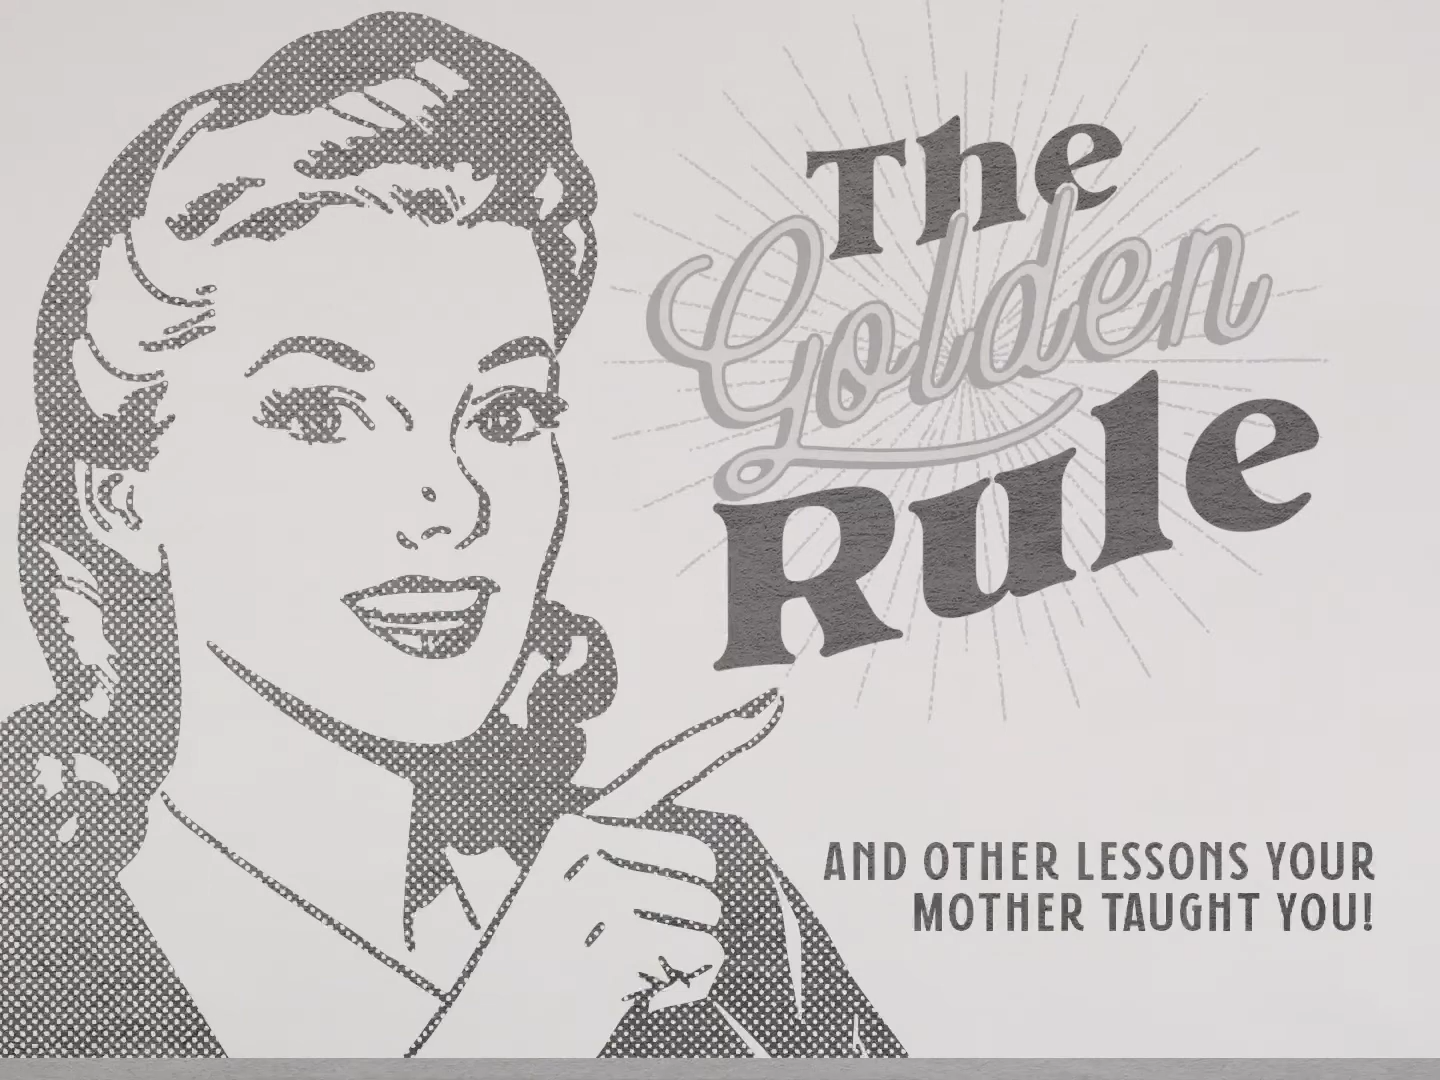 The
Golden
Rule
AND OTHER LESSONS YOUR
MOTHER TAUGHT YOU!